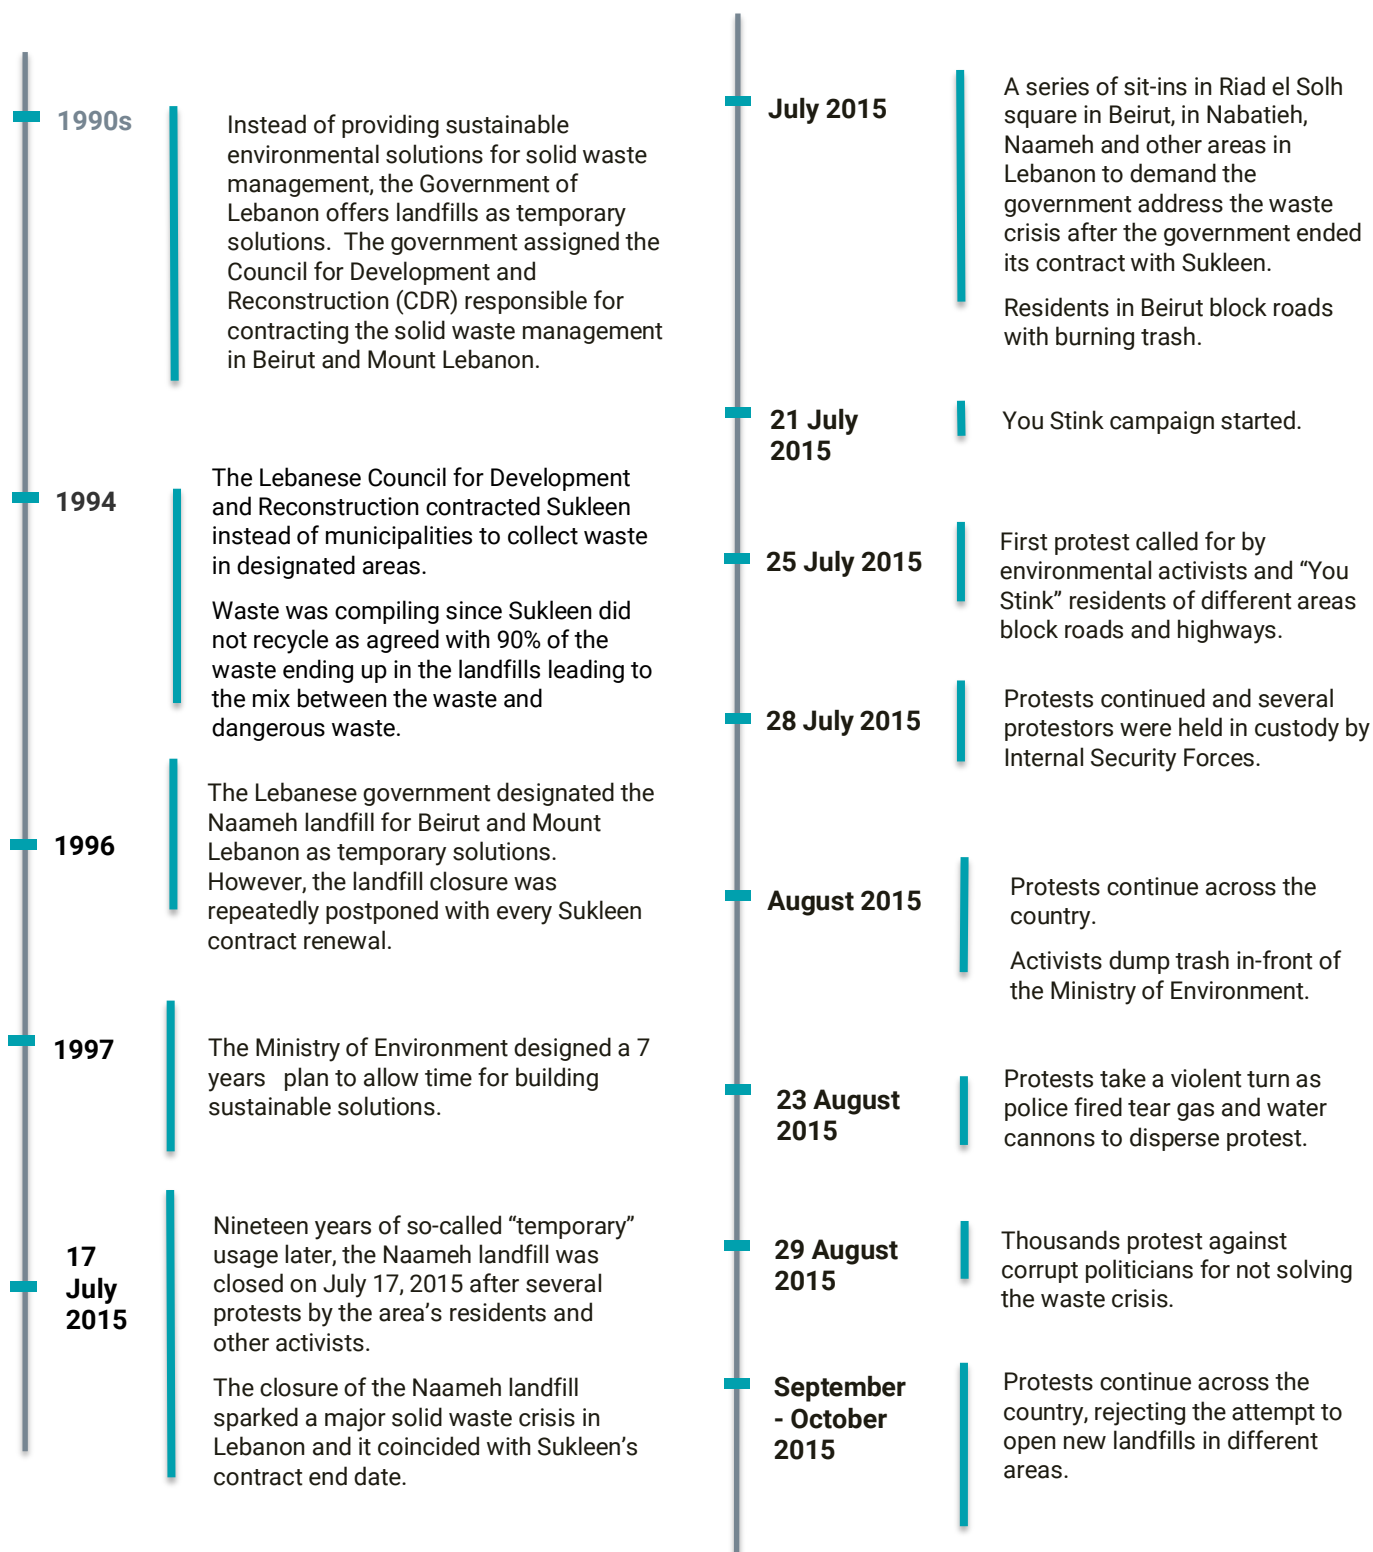 1990s
Instead of providing sustainable
environmental solutions for solid waste
management, the Government of
Lebanon offers landfills as temporary
solutions.  The government assigned the
Council for Development and
Reconstruction (CDR) responsible for
contracting the solid waste management
in Beirut and Mount Lebanon.
1994
The Lebanese Council for Development
and Reconstruction contracted Sukleen
instead of municipalities to collect waste
in designated areas.
Waste was compiling since Sukleen did
not recycle as agreed with 90% of the
waste ending up in the landfills leading to
the mix between the waste and
dangerous waste.
1996
The Lebanese government designated the
Naameh landfill for Beirut and Mount
Lebanon as temporary solutions.
However, the landfill closure was
repeatedly postponed with every Sukleen
contract renewal.
1997
The Ministry of Environment designed a 7
years   plan to allow time for building
sustainable solutions.
17
July
2015
Nineteen years of so-called “temporary”
usage later, the Naameh landfill was
closed on July 17, 2015 after several
protests by the area’s residents and
other activists.
The closure of the Naameh landfill
sparked a major solid waste crisis in
Lebanon and it coincided with Sukleen’s
contract end date.
July 2015
A series of sit-ins in Riad el Solh
square in Beirut, in Nabatieh,
Naameh and other areas in
Lebanon to demand the
government address the waste
crisis after the government ended
its contract with Sukleen.
Residents in Beirut block roads
with burning trash.
21 July
2015
You Stink campaign started.
25 July 2015
First protest called for by
environmental activists and “You
Stink” residents of different areas
block roads and highways.
28 July 2015
Protests continued and several
protestors were held in custody by
Internal Security Forces.
August 2015
Protests continue across the
country.
Activists dump trash in-front of
the Ministry of Environment.
23 August
2015
Protests take a violent turn as
police fired tear gas and water
cannons to disperse protest.
29 August
2015
Thousands protest against
corrupt politicians for not solving
the waste crisis.
September
- October
2015
Protests continue across the
country, rejecting the attempt to
open new landfills in different
areas.